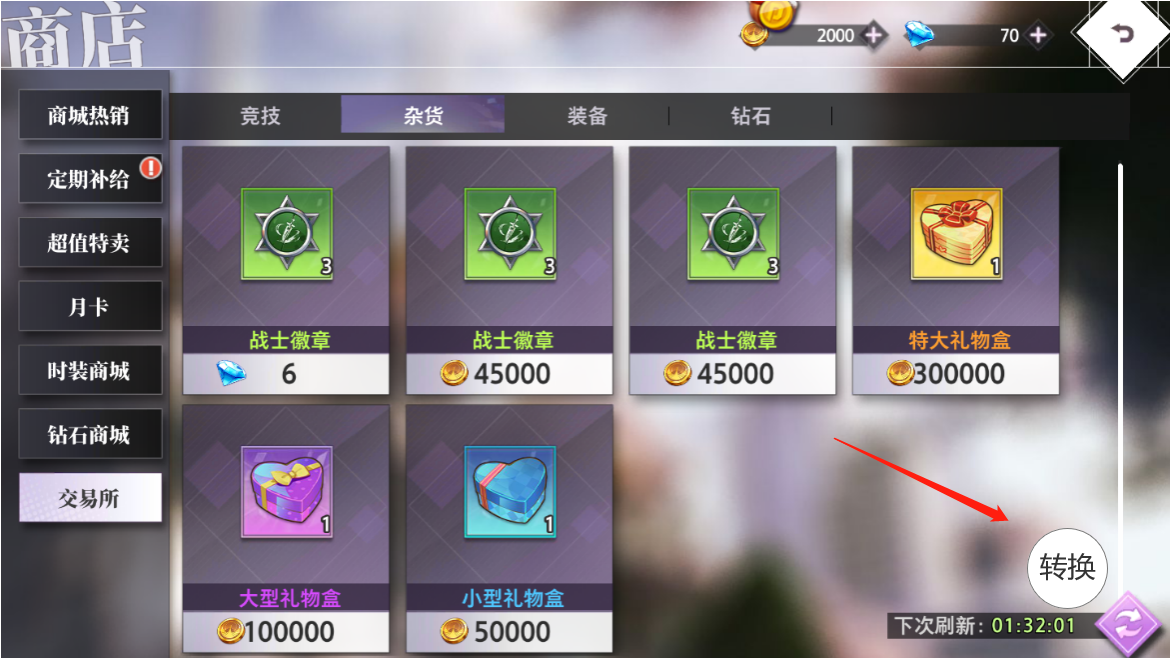 商店
2000
70
商城热销
定期补给
超值特卖
月卡
时装商城
钻石商城
交易所
竞技
杂货
装备
钻石
3
战士徽章
6
3
战士徽章
45000
3
战士徽章
45000
1
特大礼物盒
300000
1
大型礼物盒
100000
1
小型礼物盒
50000
转换
下次刷新：01:32:01